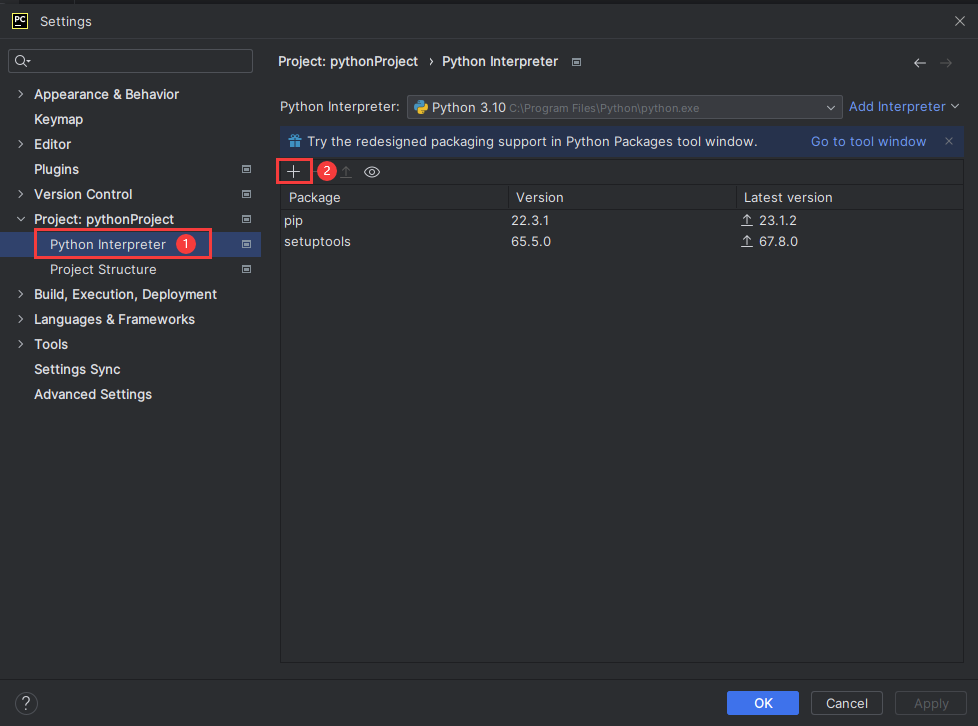 PC Settings
Project: pythonProject › Python Interpreter
Appearance & Behavior
Keymap
Editor
Plugins
Version Control
Project: pythonProject
Python Interpreter 1
Project Structure
Build, Execution, Deployment
Languages & Frameworks
Tools
Settings Sync
Advanced Settings
Python Interpreter: Python 3.10 C:\Program Files\Python\python.exe Add Interpreter
Try the redesigned packaging support in Python Packages tool window. Go to tool window
+ 2
Package Version Latest version
pip 22.3.1 23.1.2
setuptools 65.5.0 67.8.0
? OK Cancel Apply